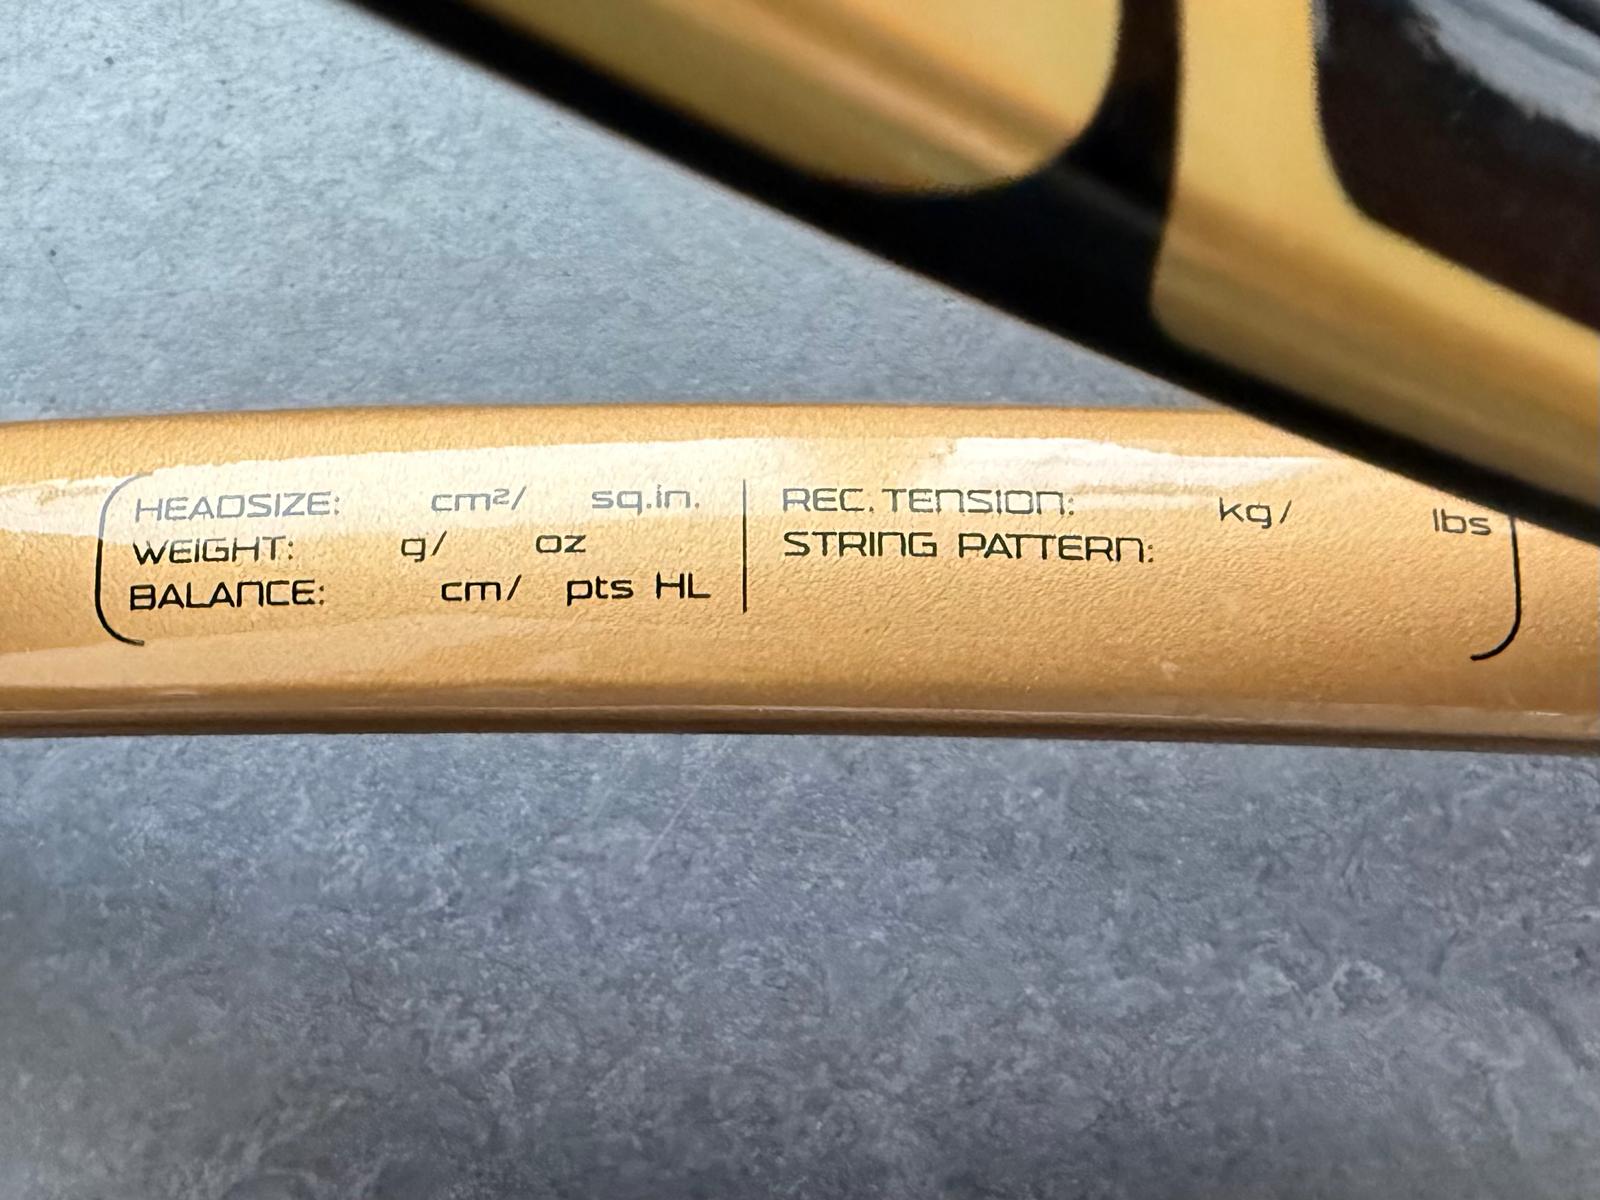 HEADSIZE: cm²/ sq.in.
WEIGHT: g/ oz
BALANCE: cm/ pts HL
REC. TENSION: kg/ lbs
STRING PATTERN: